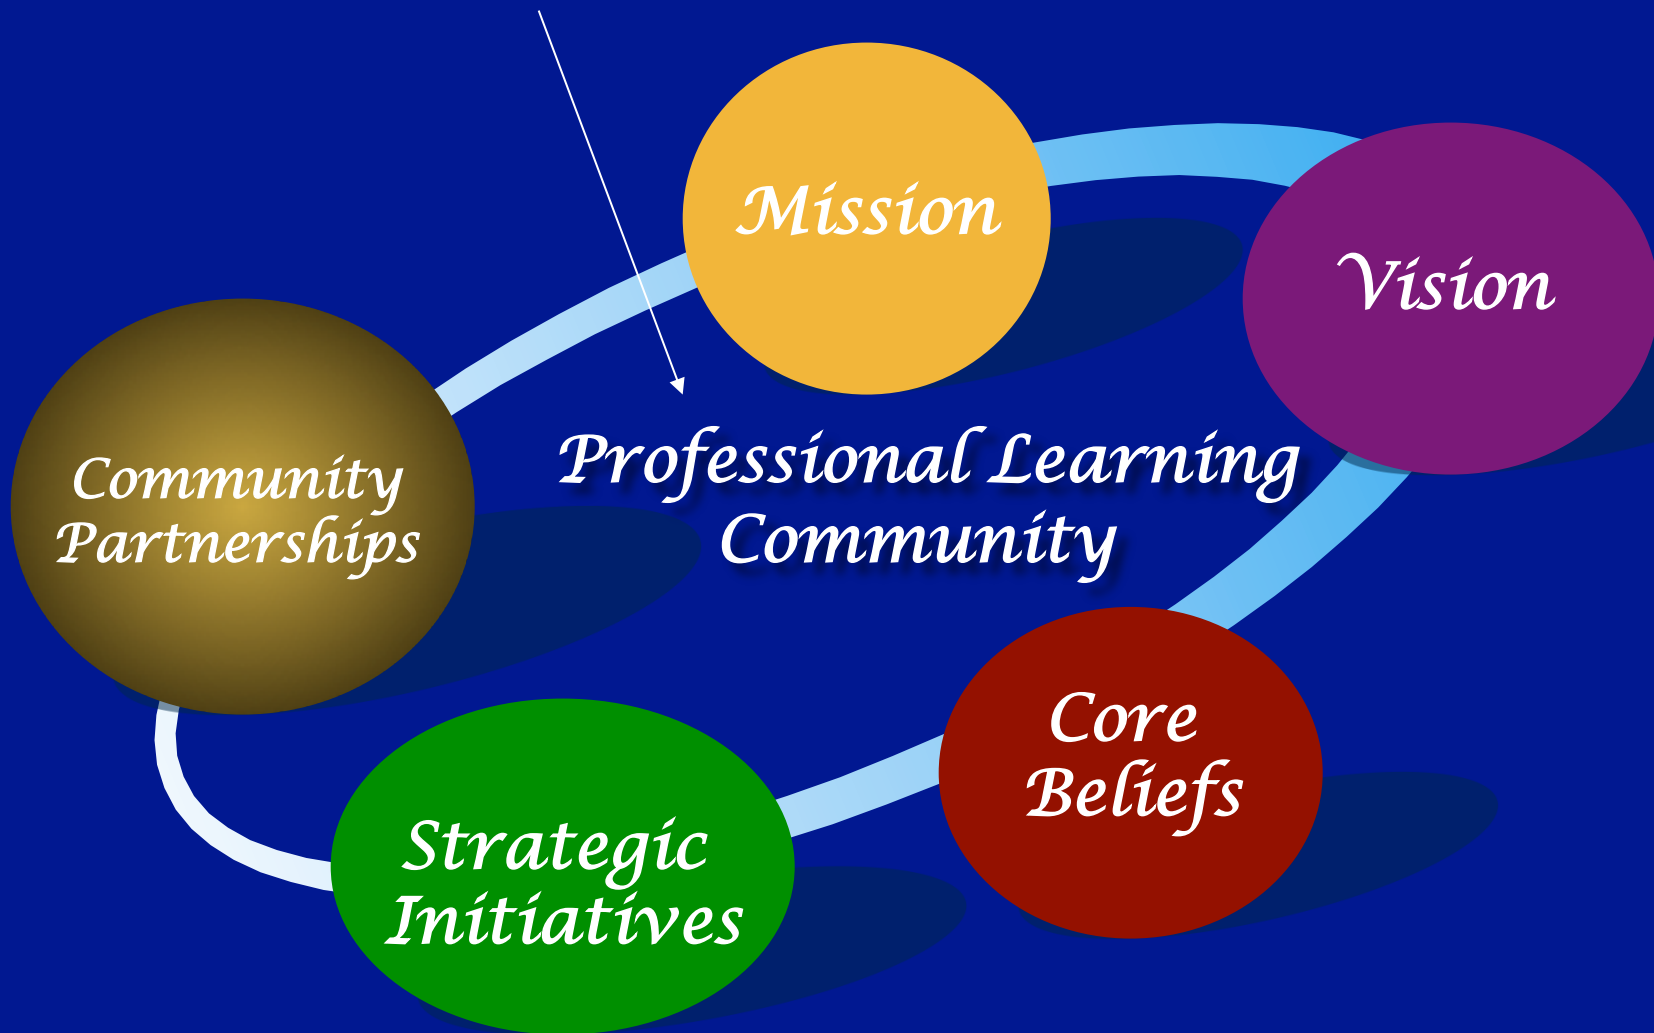 Mission
Vision
Community
Partnerships
Professional Learning
Community
Core
Beliefs
Strategic
Initiatives